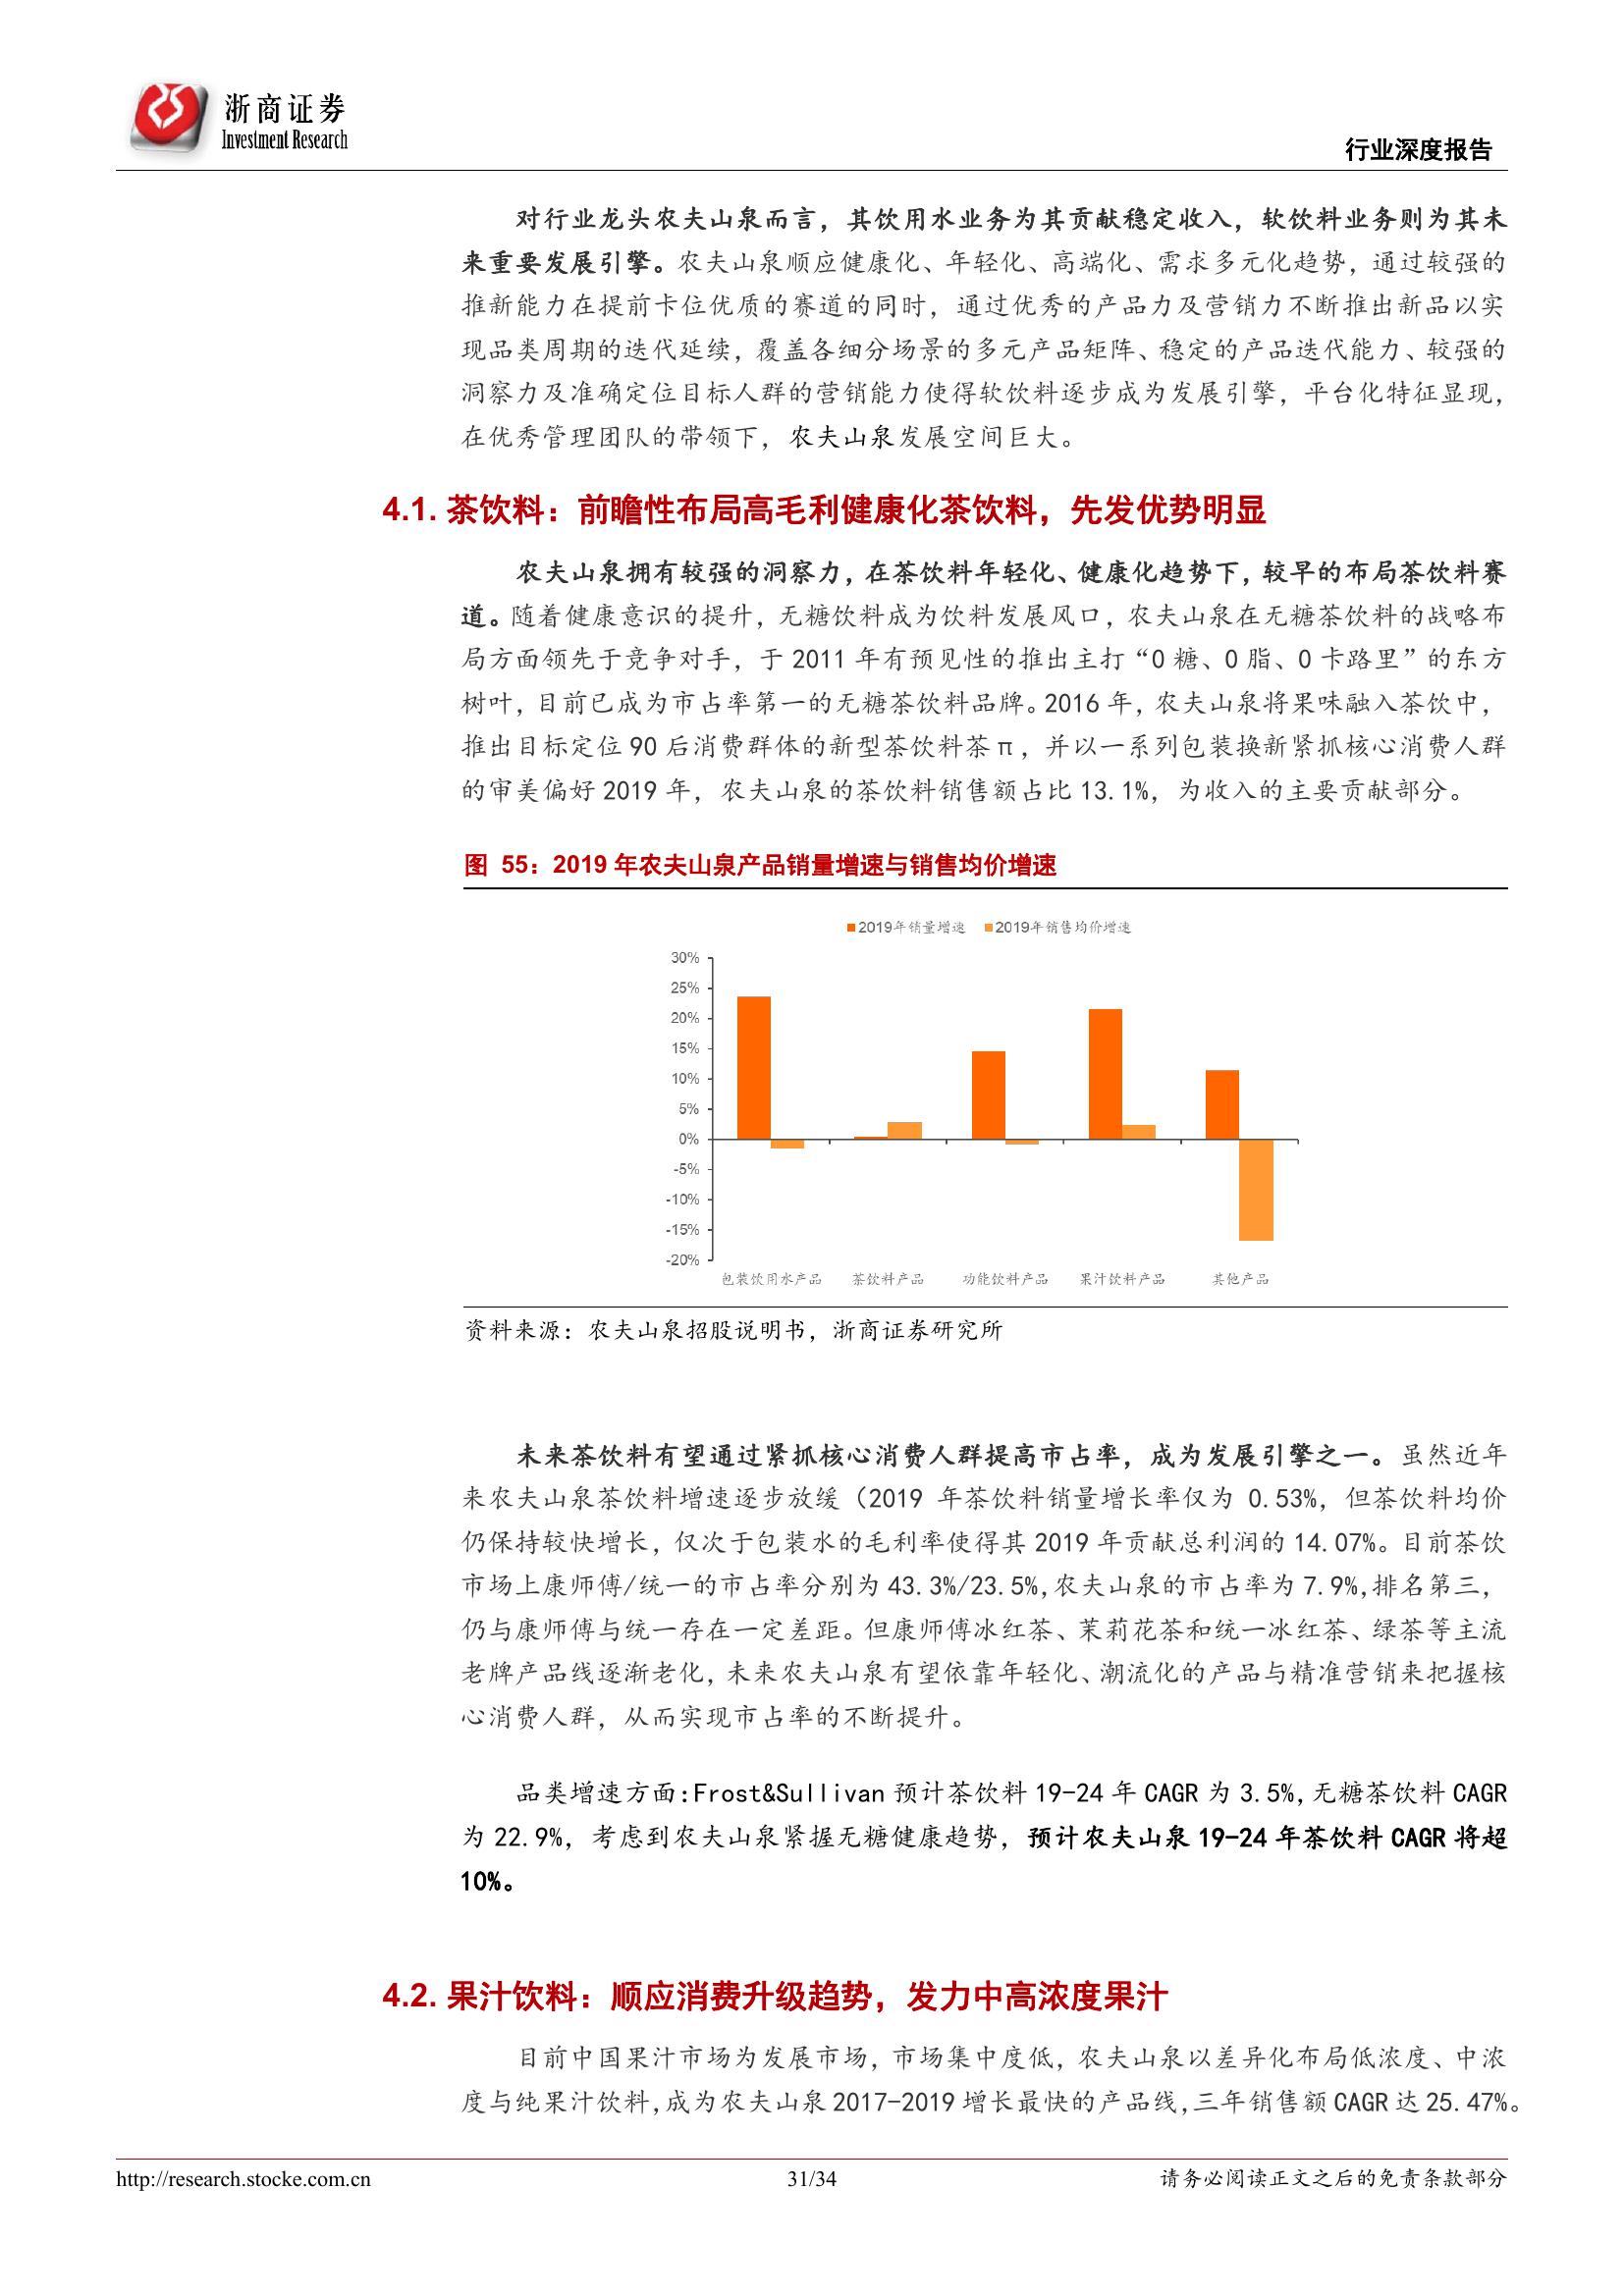 浙商证券
Investment Research
行业深度报告
对行业龙头农夫山泉而言，其饮用水业务为其贡献稳定收入，软饮料业务则为其未
来重要发展引擎。农夫山泉顺应健康化、年轻化、高端化、需求多元化趋势，通过较强的
推新能力在提前卡位优质的赛道的同时，通过优秀的产品力及营销力不断推出新品以实
现品类周期的迭代延续，覆盖各细分场景的多元产品矩阵、稳定的产品迭代能力、较强的
洞察力及准确定位目标人群的营销能力使得软饮料逐步成为发展引擎，平台化特征显现，
在优秀管理团队的带领下，农夫山泉发展空间巨大。
4.1. 茶饮料：前瞻性布局高毛利健康化茶饮料，先发优势明显
农夫山泉拥有较强的洞察力，在茶饮料年轻化、健康化趋势下，较早的布局茶饮料赛
道。随着健康意识的提升，无糖饮料成为饮料发展风口，农夫山泉在无糖茶饮料的战略布
局方面领先于竞争对手，于 2011 年有预见性的推出主打“0 糖、0 脂、0 卡路里”的东方
树叶，目前已成为市占率第一的无糖茶饮料品牌。2016 年，农夫山泉将果味融入茶饮中，
推出目标定位 90 后消费群体的新型茶饮料茶π，并以一系列包装换新紧抓核心消费人群
的审美偏好 2019 年，农夫山泉的茶饮料销售额占比 13.1%，为收入的主要贡献部分。
图 55：2019 年农夫山泉产品销量增速与销售均价增速
2019年销量增速 2019年销售均价增速
30%
25%
20%
15%
10%
5%
0%
-5%
-10%
-15%
-20%
包装饮用水产品 茶饮料产品 功能饮料产品 果汁饮料产品 其他产品
资料来源：农夫山泉招股说明书，浙商证券研究所
未来茶饮料有望通过紧抓核心消费人群提高市占率，成为发展引擎之一。虽然近年
来农夫山泉茶饮料增速逐步放缓（2019 年茶饮料销量增长率仅为 0.53%，但茶饮料均价
仍保持较快增长，仅次于包装水的毛利率使得其 2019 年贡献总利润的 14.07%。目前茶饮
市场上康师傅/统一的市占率分别为 43.3%/23.5%,农夫山泉的市占率为 7.9%,排名第三，
仍与康师傅与统一存在一定差距。但康师傅冰红茶、茉莉花茶和统一冰红茶、绿茶等主流
老牌产品线逐渐老化，未来农夫山泉有望依靠年轻化、潮流化的产品与精准营销来把握核
心消费人群，从而实现市占率的不断提升。
品类增速方面:Frost&Sullivan 预计茶饮料 19-24 年 CAGR 为 3.5%,无糖茶饮料 CAGR
为 22.9%，考虑到农夫山泉紧握无糖健康趋势，预计农夫山泉 19-24 年茶饮料 CAGR 将超
10%。
4.2. 果汁饮料：顺应消费升级趋势，发力中高浓度果汁
目前中国果汁市场为发展市场，市场集中度低，农夫山泉以差异化布局低浓度、中浓
度与纯果汁饮料,成为农夫山泉 2017-2019 增长最快的产品线,三年销售额 CAGR 达 25.47%。
http://research.stocke.com.cn 31/34 请务必阅读正文之后的免责条款部分